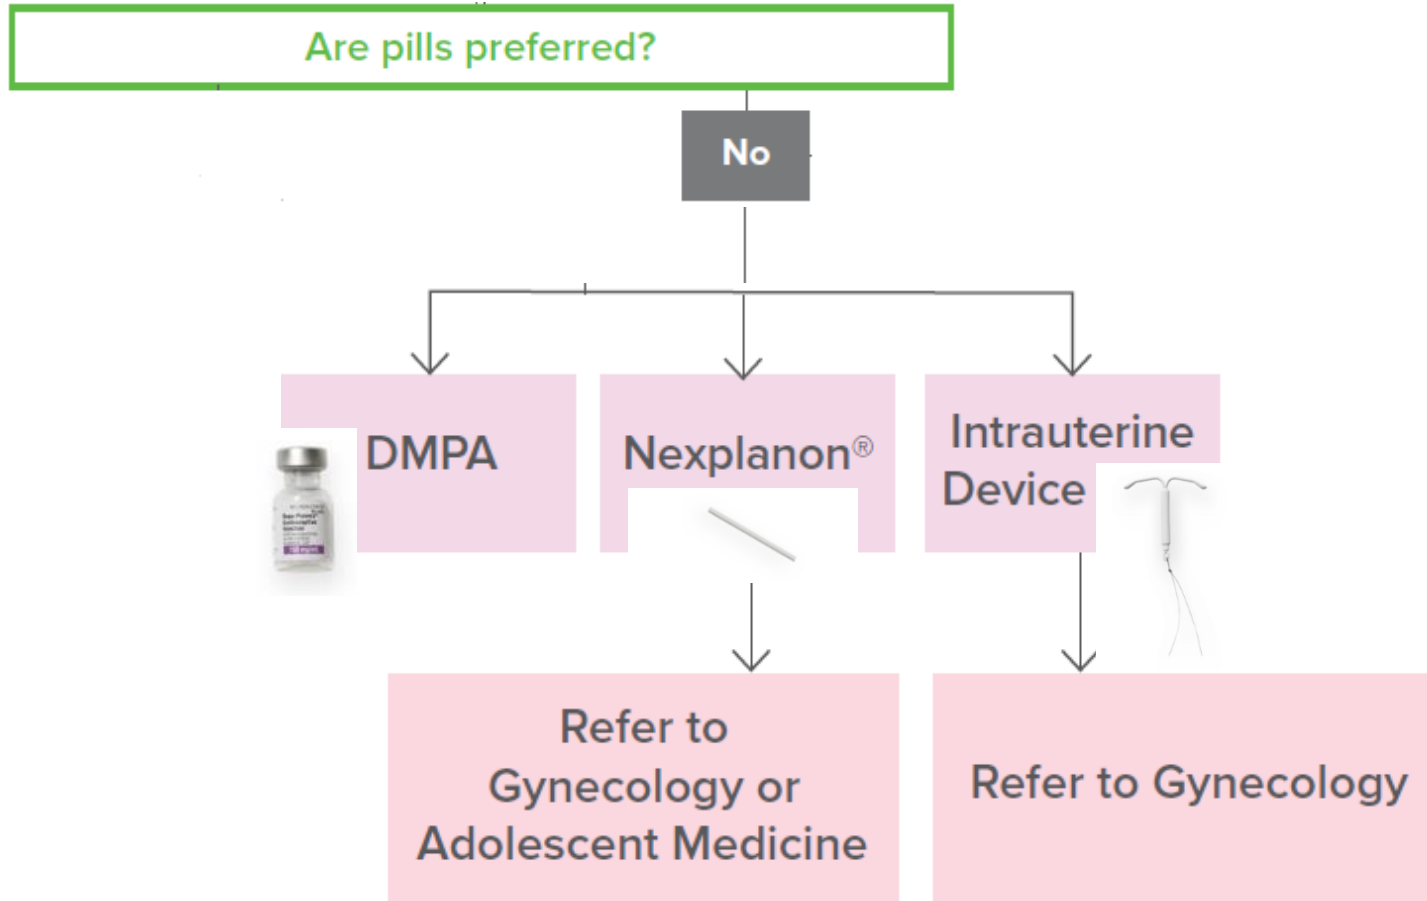 Are pills preferred?
No
DMPA
Nexplanon®
Intrauterine
Device
Refer to
Gynecology or
Adolescent Medicine
Refer to Gynecology